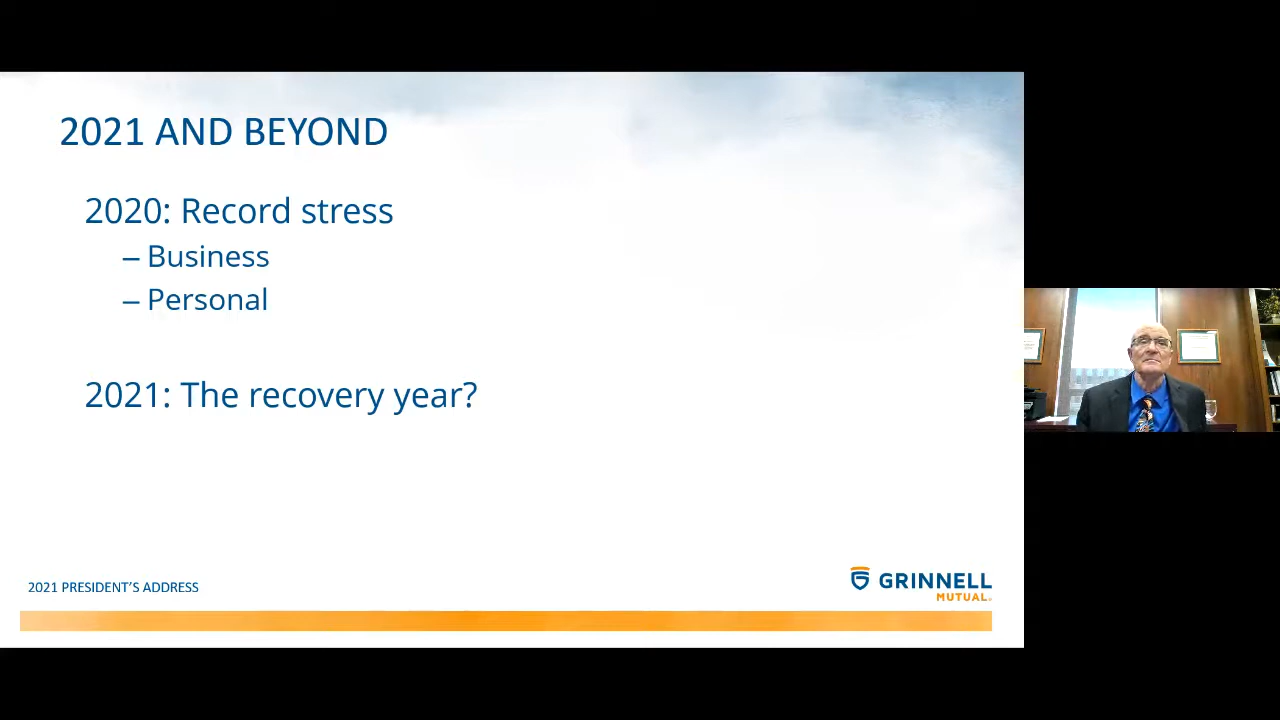 2021 AND BEYOND
2020: Record stress
– Business
– Personal
2021: The recovery year?
2021 PRESIDENT'S ADDRESS
GRINNELL
MUTUAL®